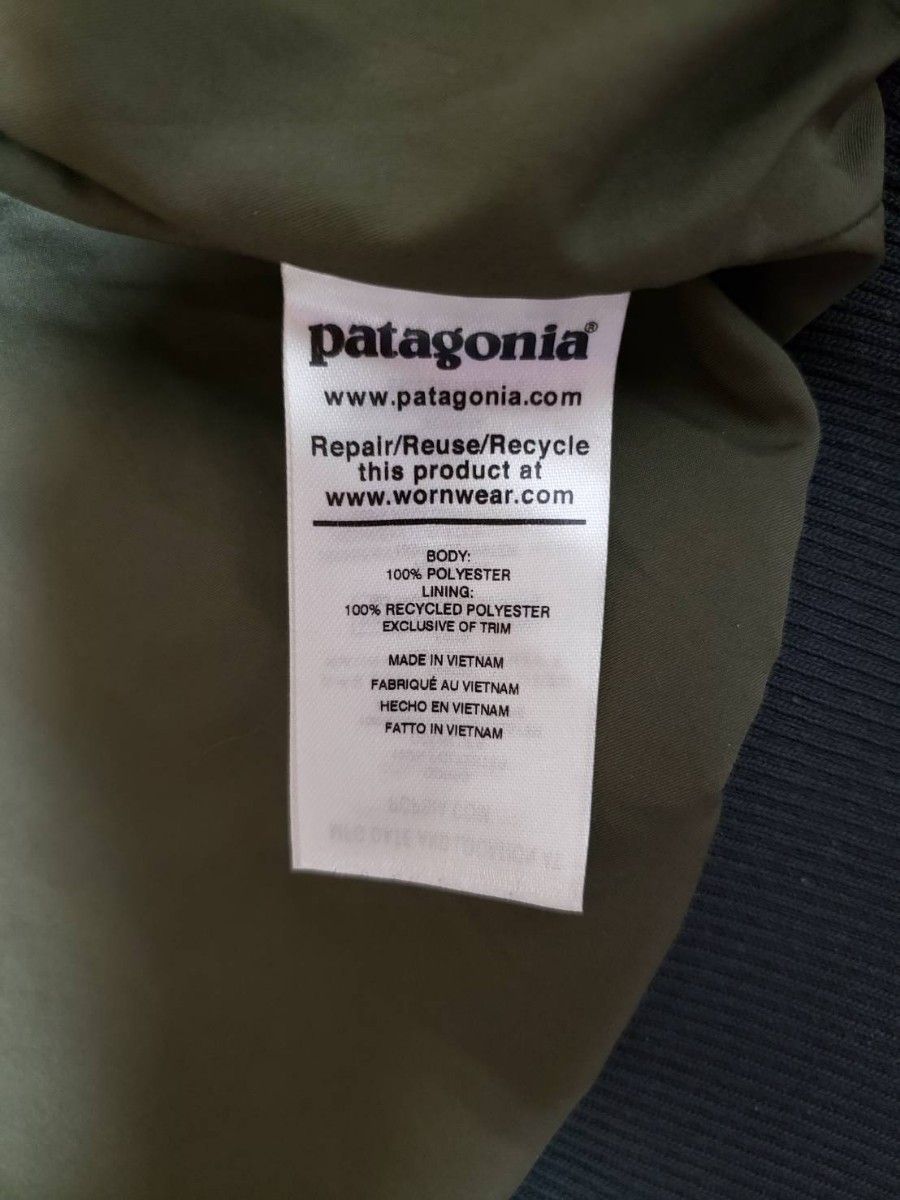 patagonia®
www.patagonia.com
Repair/Reuse/Recycle
this product at
www.wornwear.com
BODY:
100% POLYESTER
LINING:
100% RECYCLED POLYESTER
EXCLUSIVE OF TRIM
MADE IN VIETNAM
FABRIQUÉ AU VIETNAM
HECHO EN VIETNAM
FATTO IN VIETNAM